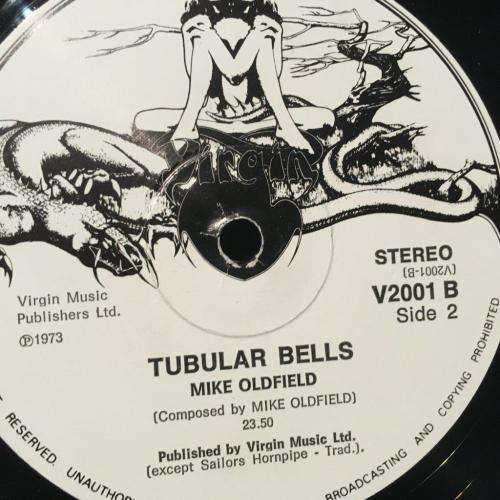 Virgin
STEREO
(V2001-B)
V2001 B
Side 2
Virgin Music
Publishers Ltd.
℗1973
TUBULAR BELLS
MIKE OLDFIELD
(Composed by MIKE OLDFIELD)
23.50
Published by Virgin Music Ltd.
(except Sailors Hornpipe - Trad.).
RESERVED. UNAUTHOR
BROADCASTING AND COPYING PROHIBITED